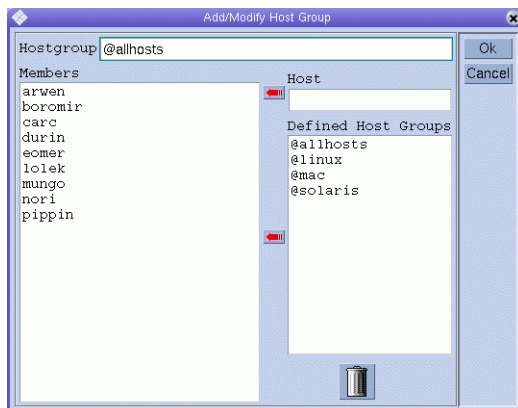 Add/Modify Host Group
Hostgroup @allhosts
Ok
Cancel
Members
arwen
boromir
carc
durin
eomer
lolek
mungo
nori
pippin
Host
Defined Host Groups
@allhosts
@linux
@mac
@solaris